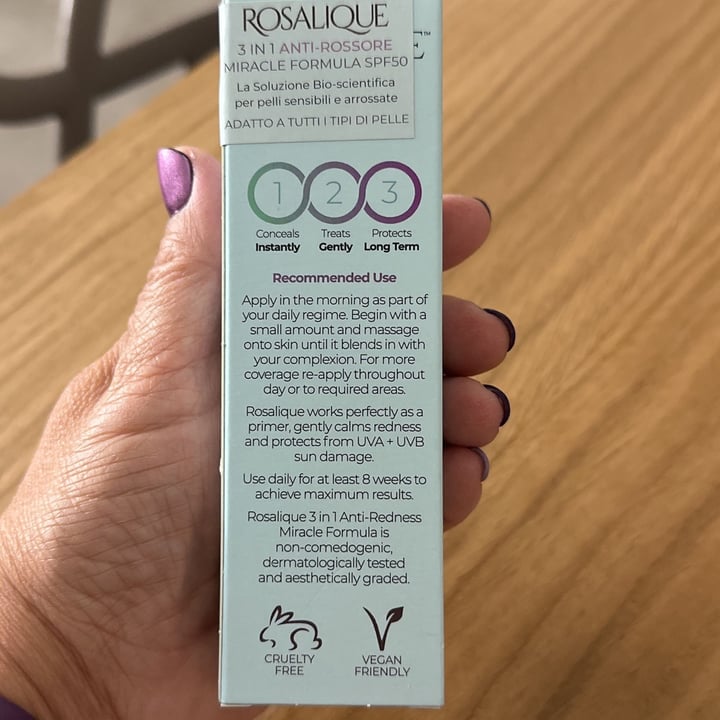 ROSALIQUE
3 IN 1 ANTI-ROSSORE
MIRACLE FORMULA SPF50
La Soluzione Bio-scientifica
per pelli sensibili e arrossate
ADATTO A TUTTI I TIPI DI PELLE
E™
1 2 3
Conceals Treats Protects
Instantly Gently Long Term
Recommended Use
Apply in the morning as part of
your daily regime. Begin with a
small amount and massage
onto skin until it blends in with
your complexion. For more
coverage re-apply throughout
day or to required areas.
Rosalique works perfectly as a
primer, gently calms redness
and protects from UVA + UVB
sun damage.
Use daily for at least 8 weeks to
achieve maximum results.
Rosalique 3 in 1 Anti-Redness
Miracle Formula is
non-comedogenic,
dermatologically tested
and aesthetically graded.
CRUELTY VEGAN
FREE FRIENDLY